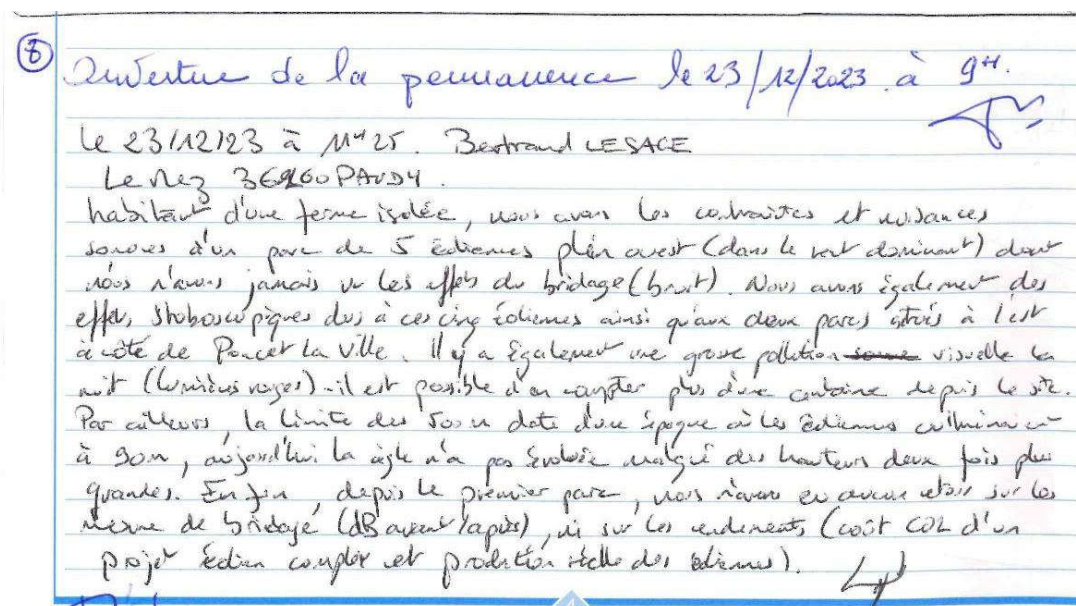 8
Ouverture de la permanence le 23/12/2023 à 9H.
le 23/12/23 à 11H25. Bertrand LESAGE
Le Nez 36260 PAUDY.
habitant d'une ferme isolée, nous avons les contraintes et nuisances
sonores d'un parc de 5 éoliennes plein ouest (dans le vent dominant) dont
nous n'avons jamais vu les effets du bridage (bruit). Nous avons également des
effets stroboscopiques dus à ces cinq éoliennes ainsi qu'aux deux parcs situés à l'est
à côté de Poncet La Ville. Il y a également une grosse pollution visuelle la
nuit (lumières rouges) - il est possible d'en compter plus d'une centaine depuis le site.
Par ailleurs, la limite des 500 m date d'une époque où les éoliennes culminaient
à 90m, aujourd'hui la règle n'a pas évoluée malgré des hauteurs deux fois plus
grandes. Enfin, depuis le premier parc, nous n'avons eu aucun retour sur les
mesure de bridage (dB avant/après), ni sur les rendements (coût CO2 d'un
projet éolien complet et production réelle des éoliennes).